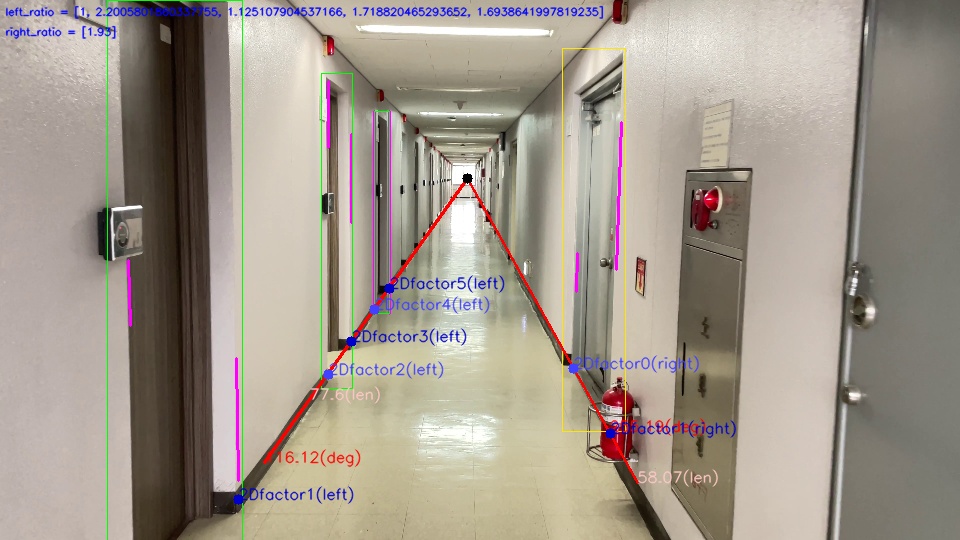 left_ratio = [1, 2.2005801860332755, 1.125107904537166, 1.718820465293652, 1.6938641997819235]
right_ratio = [1.93]
2Dfactor5(left)
2Dfactor4(left)
2Dfactor3(left)
2Dfactor2(left)
2Dfactor0(right)
77.6(len)
2Dfactor1(right)
16.12(deg)
58.07(len)
2Dfactor1(left)